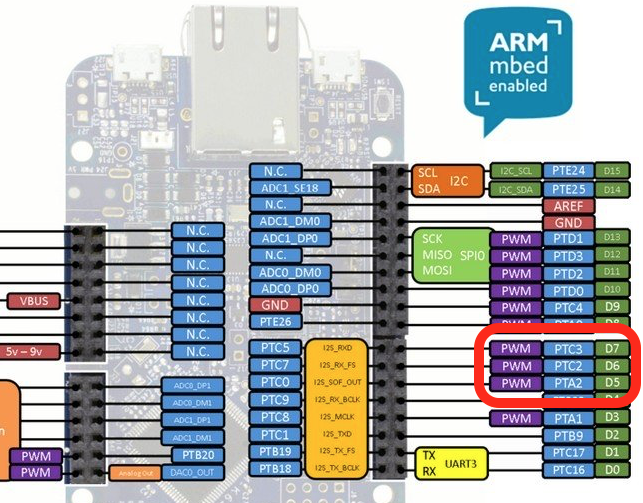 ARM
mbed
enabled
N.C. SCL I2C I2C_SCL PTE24 D15
ADC1_SE18 SDA I2C_SDA PTE25 D14
N.C. AREF
ADC1_DM0 GND
N.C. ADC1_DP0 SCK SPI0 PWM PTD1 D13
N.C. N.C. MISO PWM PTD3 D12
N.C. ADC0_DM0 MOSI PWM PTD2 D11
N.C. ADC0_DP0 PWM PTD0 D10
VBUS N.C. GND PWM PTC4 D9
N.C. PTE26 D8
N.C.
5v – 9v N.C. PTC5 I2S_RXD PWM PTC3 D7
PTC7 I2S_RX_FS PWM PTC2 D6
ADC0_DP1 PTC0 I2S_SOF_OUT PWM PTA2 D5
ADC0_DM1 PTC9 I2S_RX_BCLK D4
ADC1_DP1 PTC8 I2S_MCLK PWM PTA1 D3
ADC1_DM1 PTC1 I2S_TXD PTB9 D2
PWM PTB20 PTB19 I2S_TX_FS TX UART3 PTC17 D1
PWM Analog Out DAC0_OUT PTB18 I2S_TX_BCLK RX PTC16 D0